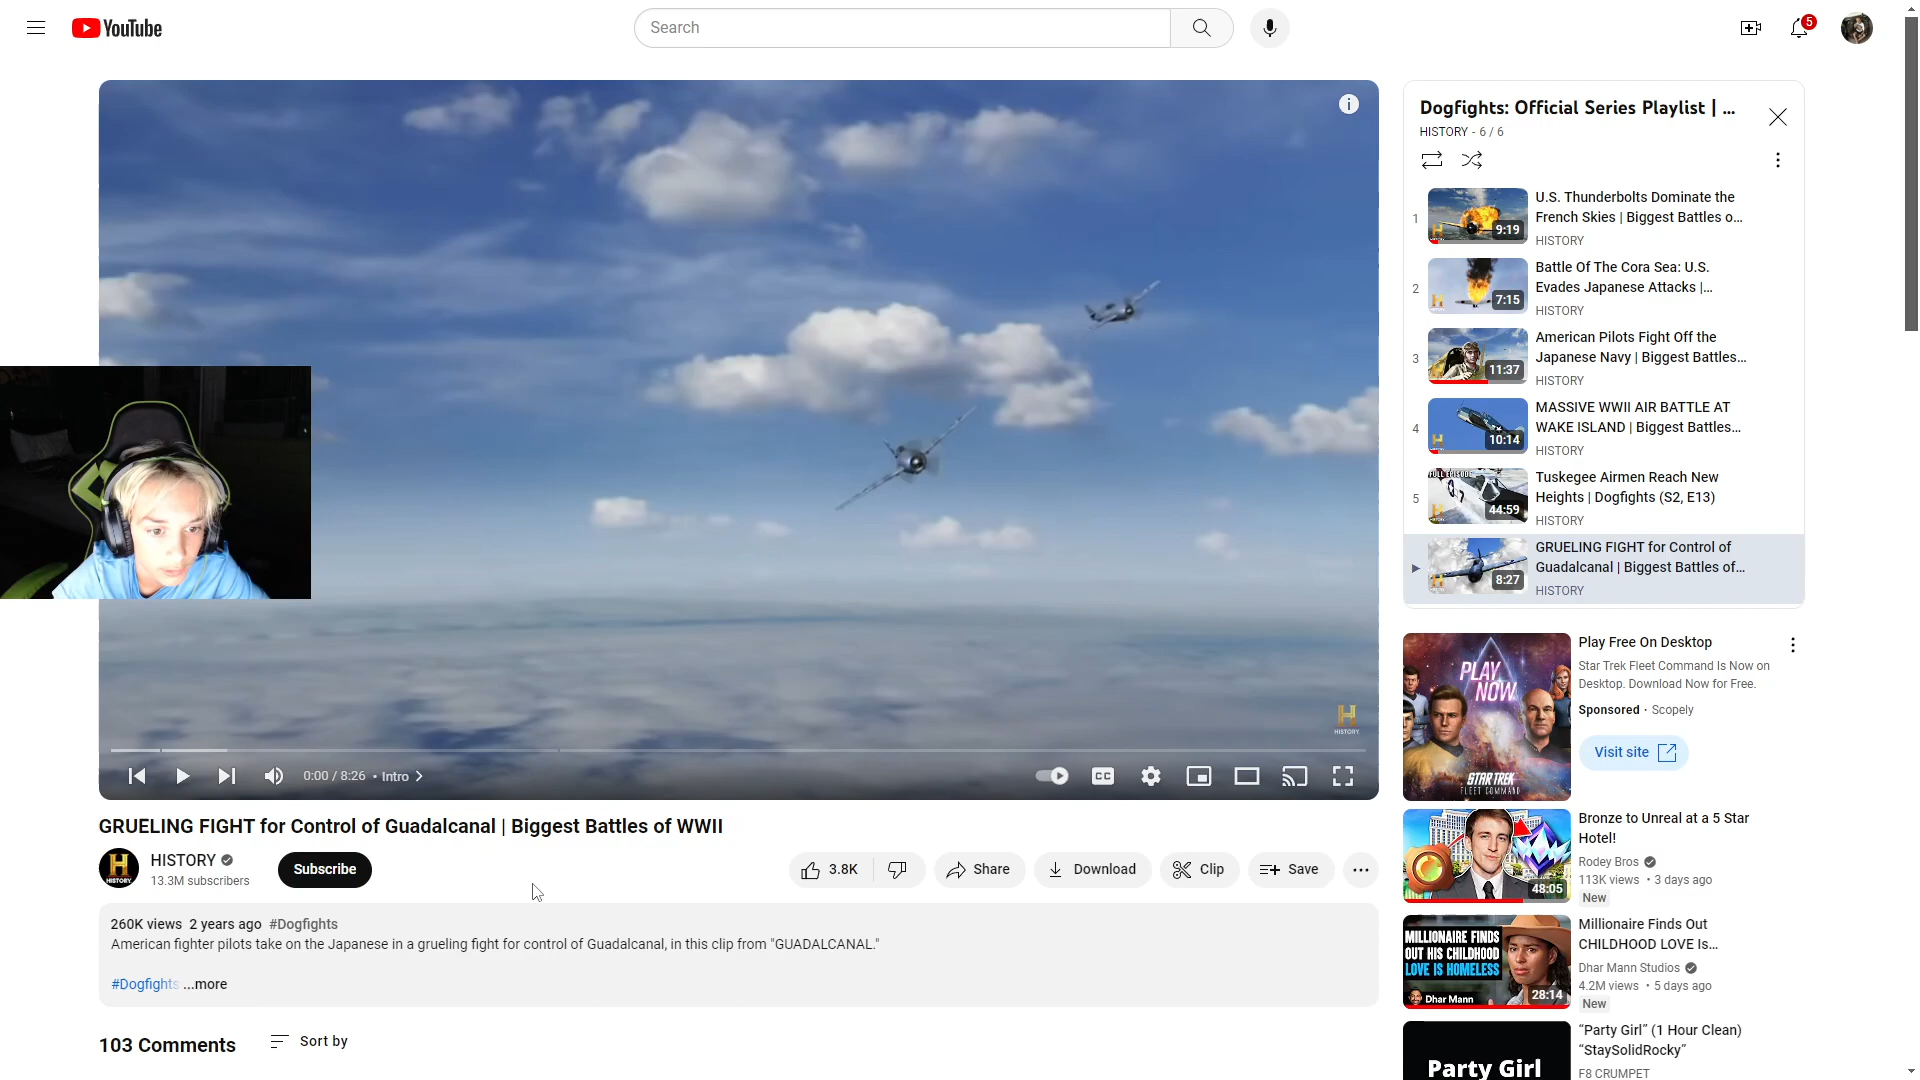 YouTube
Search
5
Dogfights: Official Series Playlist | ...
HISTORY - 6 / 6
1
9:19
U.S. Thunderbolts Dominate the
French Skies | Biggest Battles o...
HISTORY
2
7:15
Battle Of The Cora Sea: U.S.
Evades Japanese Attacks |...
HISTORY
3
11:37
American Pilots Fight Off the
Japanese Navy | Biggest Battles...
HISTORY
4
10:14
MASSIVE WWII AIR BATTLE AT
WAKE ISLAND | Biggest Battles...
HISTORY
5
FULL EPISODE
44:59
Tuskegee Airmen Reach New
Heights | Dogfights (S2, E13)
HISTORY
8:27
GRUELING FIGHT for Control of
Guadalcanal | Biggest Battles of...
HISTORY
H
HISTORY
0:00 / 8:26 • Intro
CC
GRUELING FIGHT for Control of Guadalcanal | Biggest Battles of WWII
H
HISTORY
HISTORY
13.3M subscribers
Subscribe
3.8K
Share
Download
Clip
Save
260K views 2 years ago #Dogfights
American fighter pilots take on the Japanese in a grueling fight for control of Guadalcanal, in this clip from "GUADALCANAL."
#Dogfights ...more
103 Comments
Sort by
PLAY
NOW
STAR TREK
FLEET COMMAND
Play Free On Desktop
Star Trek Fleet Command Is Now on
Desktop. Download Now for Free.
Sponsored · Scopely
Visit site
48:05
Bronze to Unreal at a 5 Star
Hotel!
Rodey Bros
113K views • 3 days ago
New
MILLIONAIRE FINDS
OUT HIS CHILDHOOD
LOVE IS HOMELESS
Dhar Mann
28:14
Millionaire Finds Out
CHILDHOOD LOVE Is...
Dhar Mann Studios
4.2M views • 5 days ago
New
Party Girl
“Party Girl” (1 Hour Clean)
“StaySolidRocky”
F8 CRUMPET